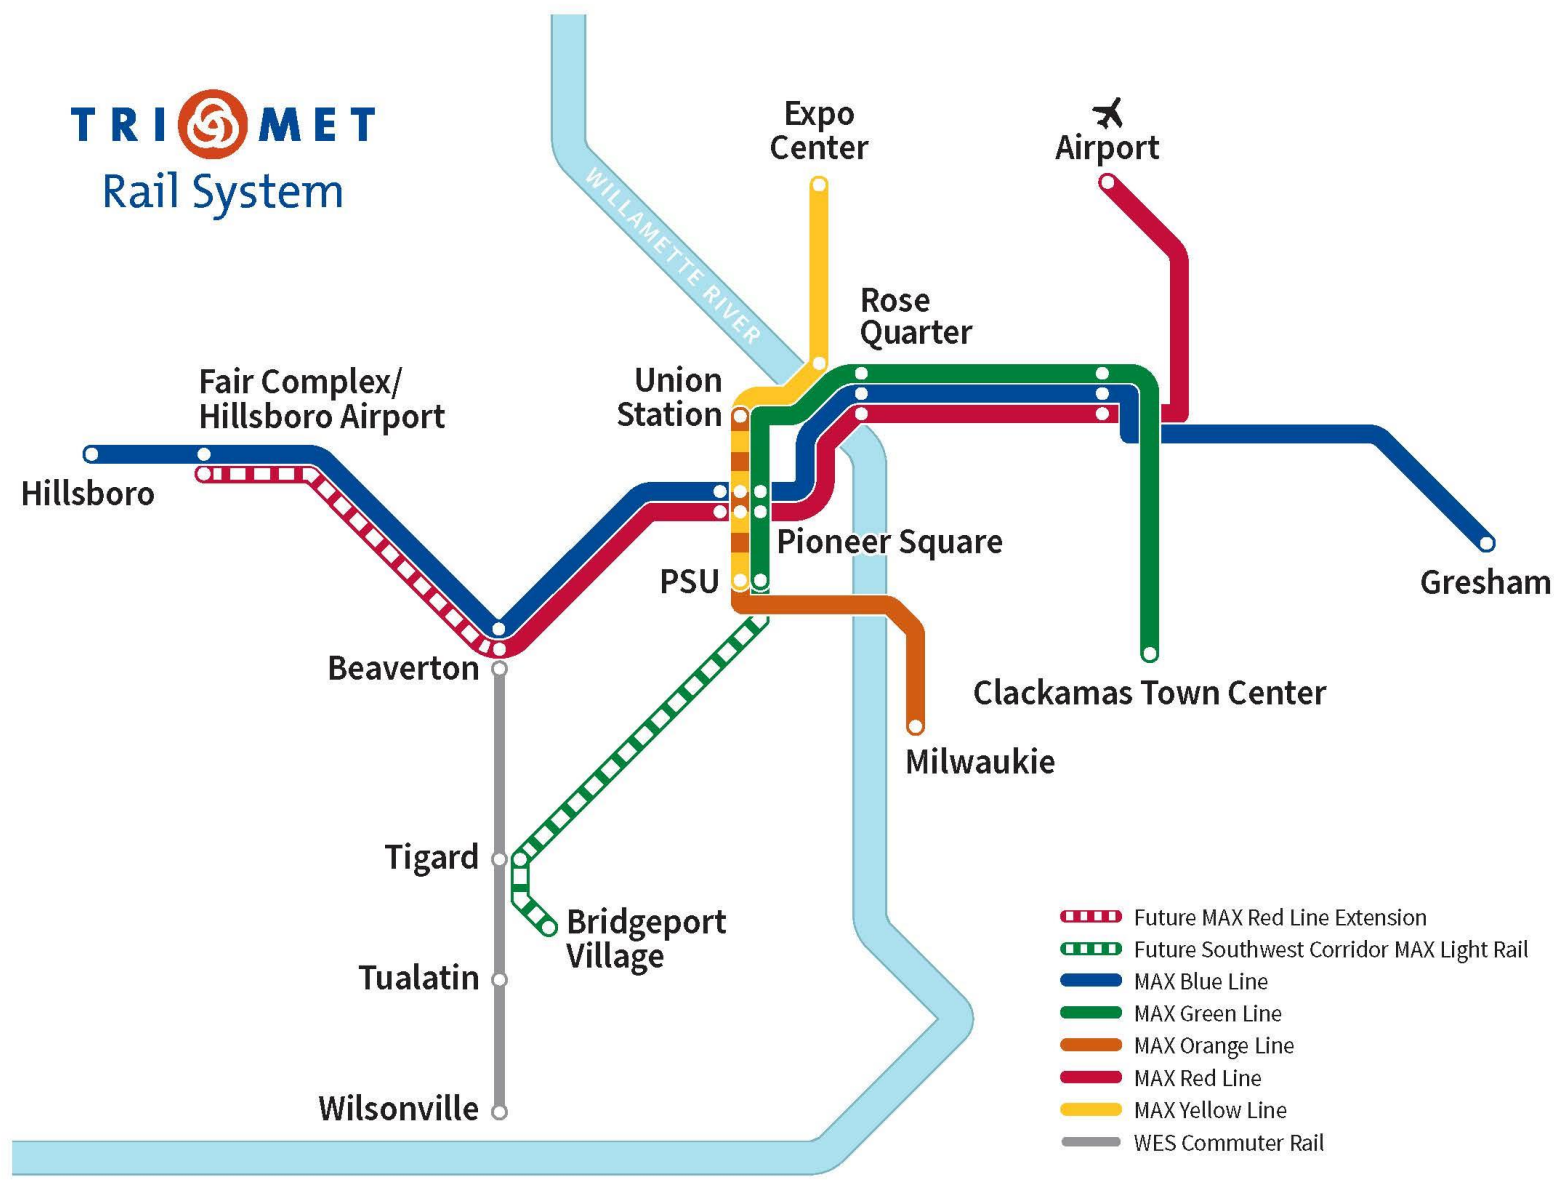 TRI MET
Rail System
WILLAMETTE RIVER
Expo
Center
Airport
Rose
Quarter
Union
Station
Fair Complex/
Hillsboro Airport
Hillsboro
Pioneer Square
PSU
Gresham
Beaverton
Clackamas Town Center
Milwaukie
Tigard
Bridgeport
Village
Tualatin
Wilsonville
Future MAX Red Line Extension
Future Southwest Corridor MAX Light Rail
MAX Blue Line
MAX Green Line
MAX Orange Line
MAX Red Line
MAX Yellow Line
WES Commuter Rail